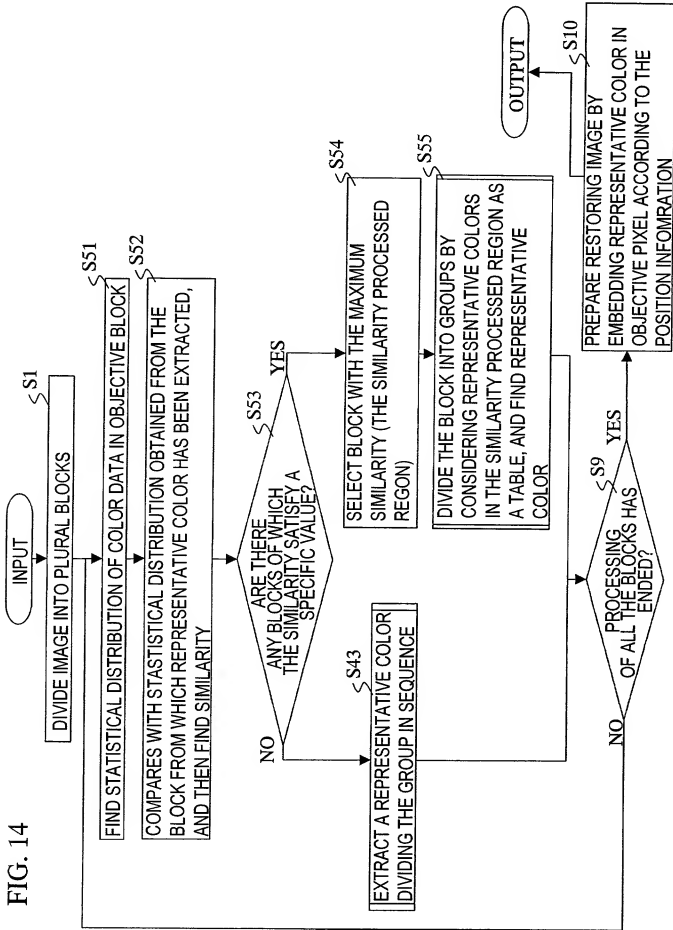 FIG. 14
INPUT
S1
DIVIDE IMAGE INTO PLURAL BLOCKS
S51
FIND STATISTICAL DISTRIBUTION OF COLOR DATA IN OBJECTIVE BLOCK
S52
COMPARES WITH STASTISTICAL DISTRIBUTION OBTAINED FROM THE
BLOCK FROM WHICH REPRESENTATIVE COLOR HAS BEEN EXTRACTED,
AND THEN FIND SIMILARITY
S53
ARE THERE
ANY BLOCKS OF WHICH
THE SIMILARITY SATISFY A
SPECIFIC VALUE?
NO
YES
S43
EXTRACT A REPRESENTATIVE COLOR
DIVIDING THE GROUP IN SEQUENCE
S54
SELECT BLOCK WITH THE MAXIMUM
SIMILARITY (THE SIMILARITY PROCESSED
REGON)
S55
DIVIDE THE BLOCK INTO GROUPS BY
CONSIDERING REPRESENTATIVE COLORS
IN THE SIMILARITY PROCESSED REGION AS
A TABLE, AND FIND REPRESENTATIVE
COLOR
S9
PROCESSING
OF ALL THE BLOCKS HAS
ENDED?
NO
YES
S10
PREPARE RESTORING IMAGE BY
EMBEDDING REPRESENTATIVE COLOR IN
OBJECTIVE PIXEL ACCORDING TO THE
POSITION INFOMRATION
OUTPUT